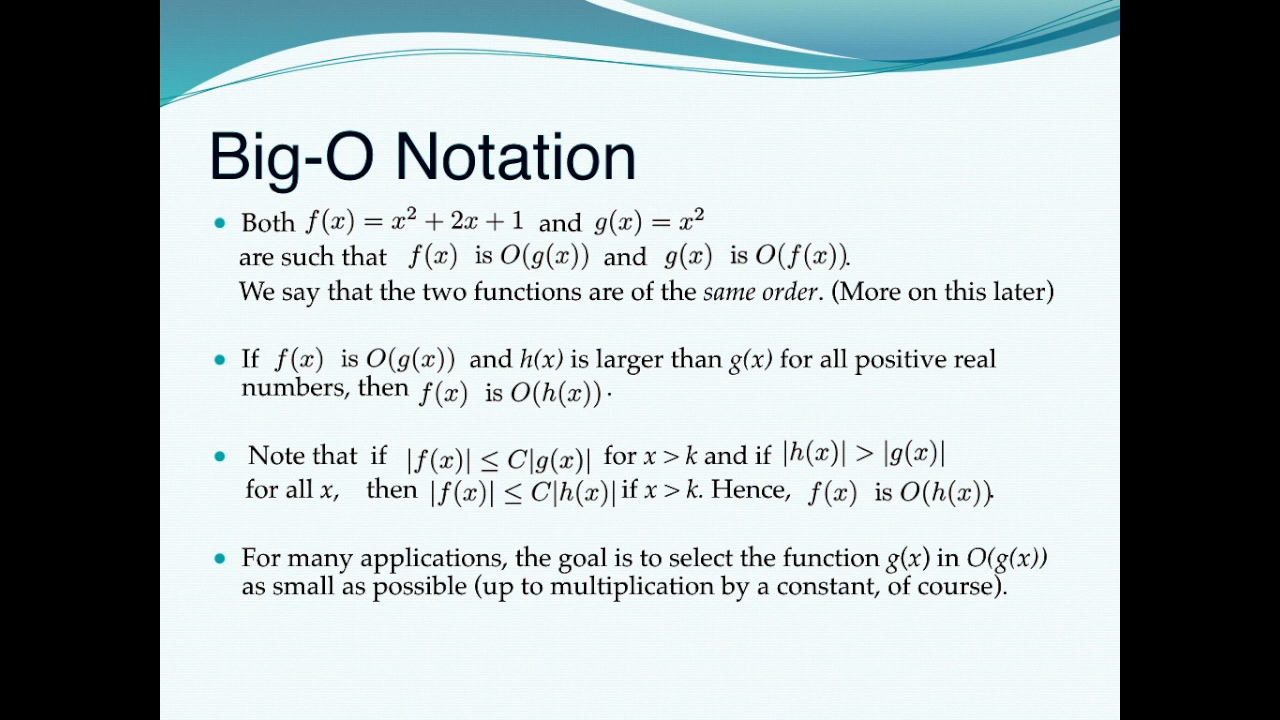 Big-O Notation
• Both f(x) = x² + 2x + 1 and g(x) = x²
are such that f(x) is O(g(x)) and g(x) is O(f(x)).
We say that the two functions are of the same order. (More on this later)
• If f(x) is O(g(x)) and h(x) is larger than g(x) for all positive real
numbers, then f(x) is O(h(x)).
• Note that if |f(x)| ≤ C|g(x)| for x > k and if |h(x)| > |g(x)|
for all x, then |f(x)| ≤ C|h(x)| if x > k. Hence, f(x) is O(h(x)).
• For many applications, the goal is to select the function g(x) in O(g(x))
as small as possible (up to multiplication by a constant, of course).